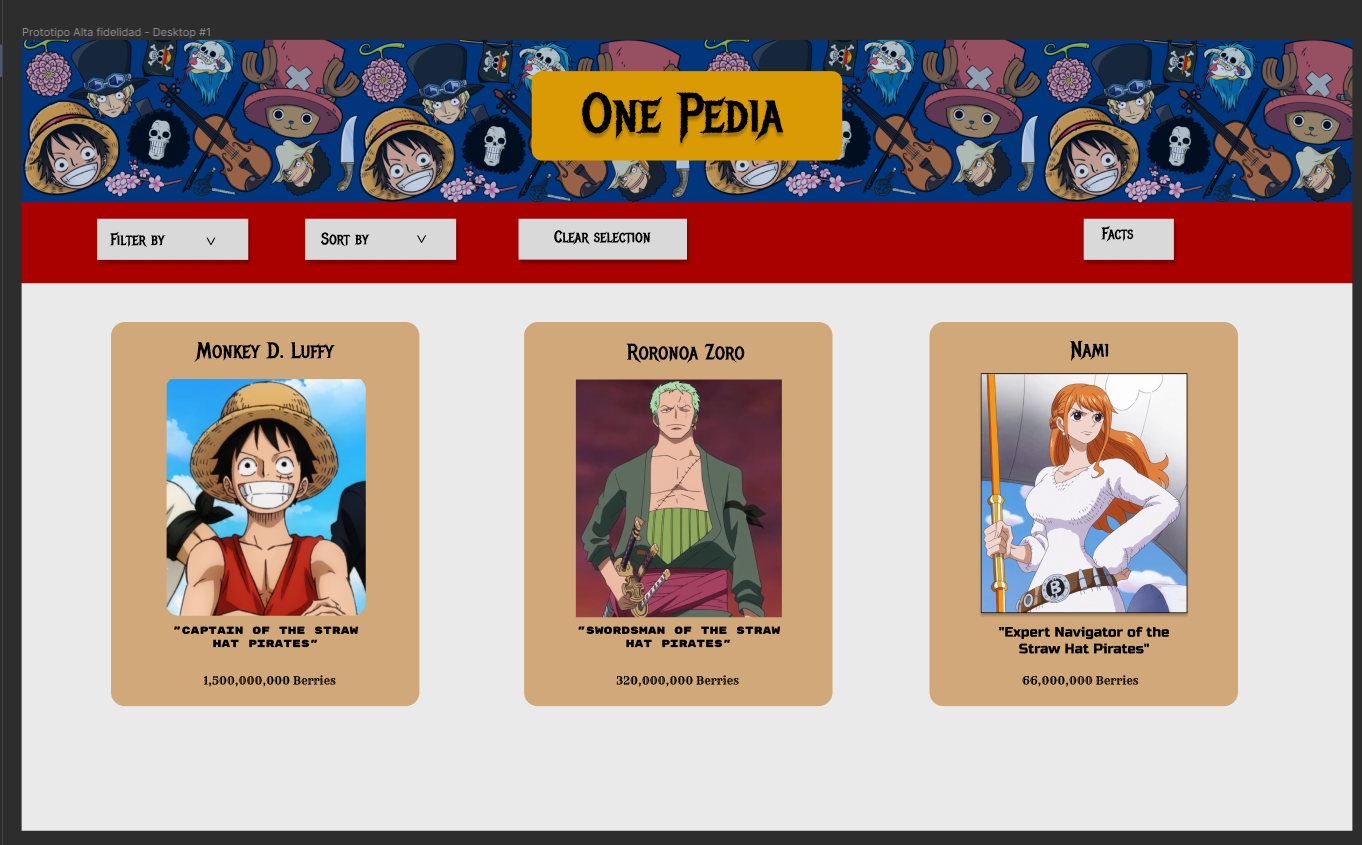 Prototipo Alta fidelidad - Desktop #1
One Pedia
Filter by
Sort by
Clear selection
Facts
Monkey D. Luffy
Roronoa Zoro
Nami
"CAPTAIN OF THE STRAW
HAT PIRATES"
1,500,000,000 Berries
"SWORDSMAN OF THE STRAW
HAT PIRATES"
320,000,000 Berries
"Expert Navigator of the
Straw Hat Pirates"
66,000,000 Berries